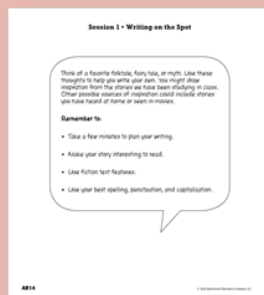 Session 1 • Writing on the Spot
Think of a favorite folktale, fairy tale, or myth. Use these
thoughts to help you write your own. You might draw
inspiration from the stories we have been studying in class.
Other possible sources of inspiration could include stories
you have heard at home or seen in movies.
Remember to:
• Take a few minutes to plan your writing.
• Make your story interesting to read.
• Use fiction text features.
• Use your best spelling, punctuation, and capitalization.
AR14
Benchmark Education Company, LLC